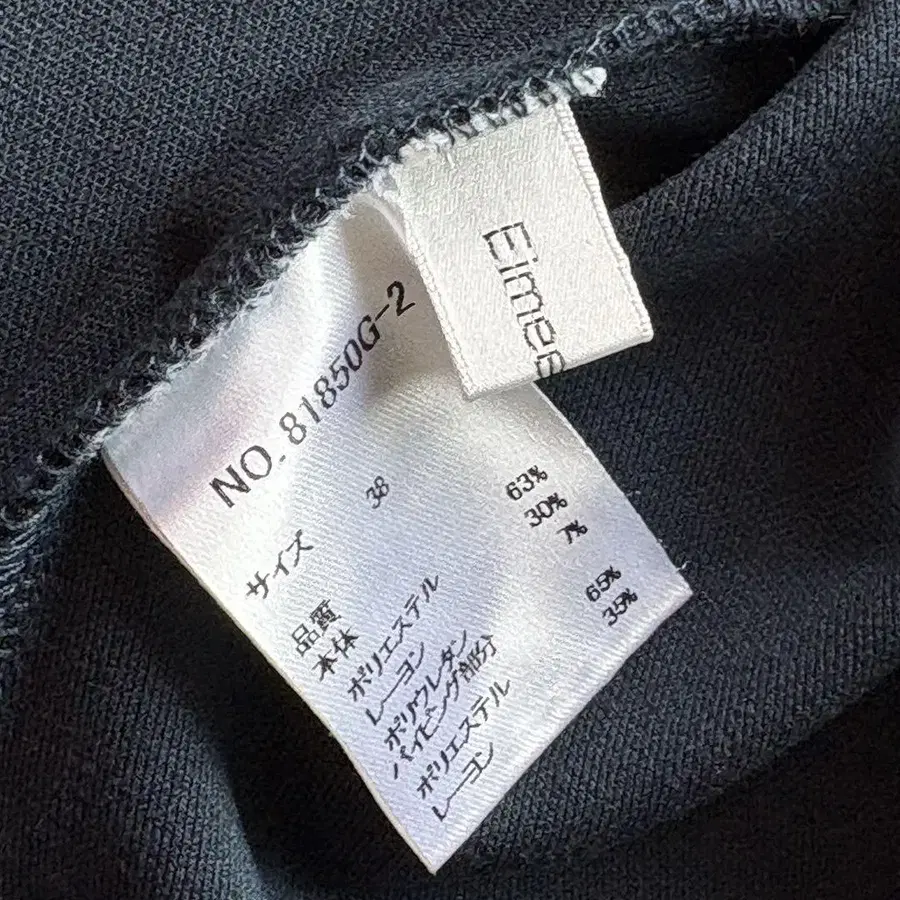 Eimee
NO. 81850G-2
サイズ 38
品質
本体
ポリエステル 63%
レーヨン 30%
ポリウレタン 7%
パイピング部分
ポリエステル 65%
レーヨン 35%